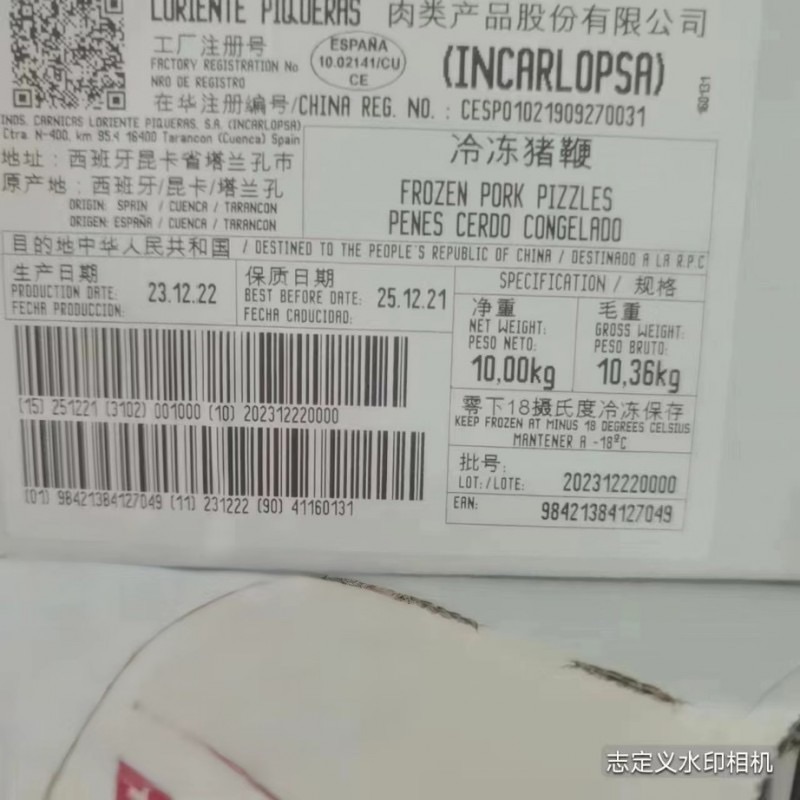 LORIENTE PIQUERAS 肉类产品股份有限公司
工厂注册号
FACTORY REGISTRATION No
NRO DE REGISTRO
ESPAÑA
10.02141/CU
CE
(INCARLOPSA)
160131
在华注册编号/CHINA REG. NO. : CESP01021909270031
INDS. CARNICAS LORIENTE PIQUERAS, S.A. (INCARLOPSA)
Ctra. N-400, km 95.4 16400 Tarancon (Cuenca) Spain
地址: 西班牙昆卡省塔兰孔市
原产地: 西班牙/昆卡/塔兰孔
ORIGIN: SPAIN / CUENCA / TARANCON
ORIGEN: ESPAÑA / CUENCA / TARANCON
冷冻猪鞭
FROZEN PORK PIZZLES
PENES CERDO CONGELADO
目的地中华人民共和国 / DESTINED TO THE PEOPLE'S REPUBLIC OF CHINA / DESTINADO A LA R.P.C
生产日期
PRODUCTION DATE:
FECHA PRODUCCION:
23.12.22
保质日期
BEST BEFORE DATE:
FECHA CADUCIDAD:
25.12.21
SPECIFICATION / 规格
净重
NET WEIGHT:
PESO NETO:
10,00kg
毛重
GROSS WEIGHT:
PESO BRUTO:
10,36kg
(15) 251221 (3102) 001000 (10) 202312220000
零下18摄氏度冷冻保存
KEEP FROZEN AT MINUS 18 DEGREES CELSIUS
MANTENER A -18ºC
批号:
LOT:/LOTE: 202312220000
EAN: 98421384127049
(01) 98421384127049 (11) 231222 (90) 41160131
志定义水印相机